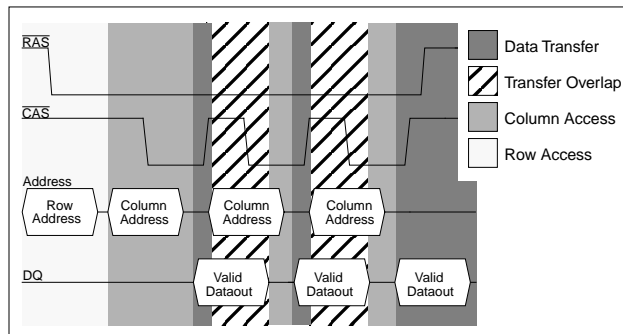 RAS
CAS
Address
Row
Address
Column
Address
Column
Address
Column
Address
DQ
Valid
Dataout
Valid
Dataout
Valid
Dataout
Data Transfer
Transfer Overlap
Column Access
Row Access